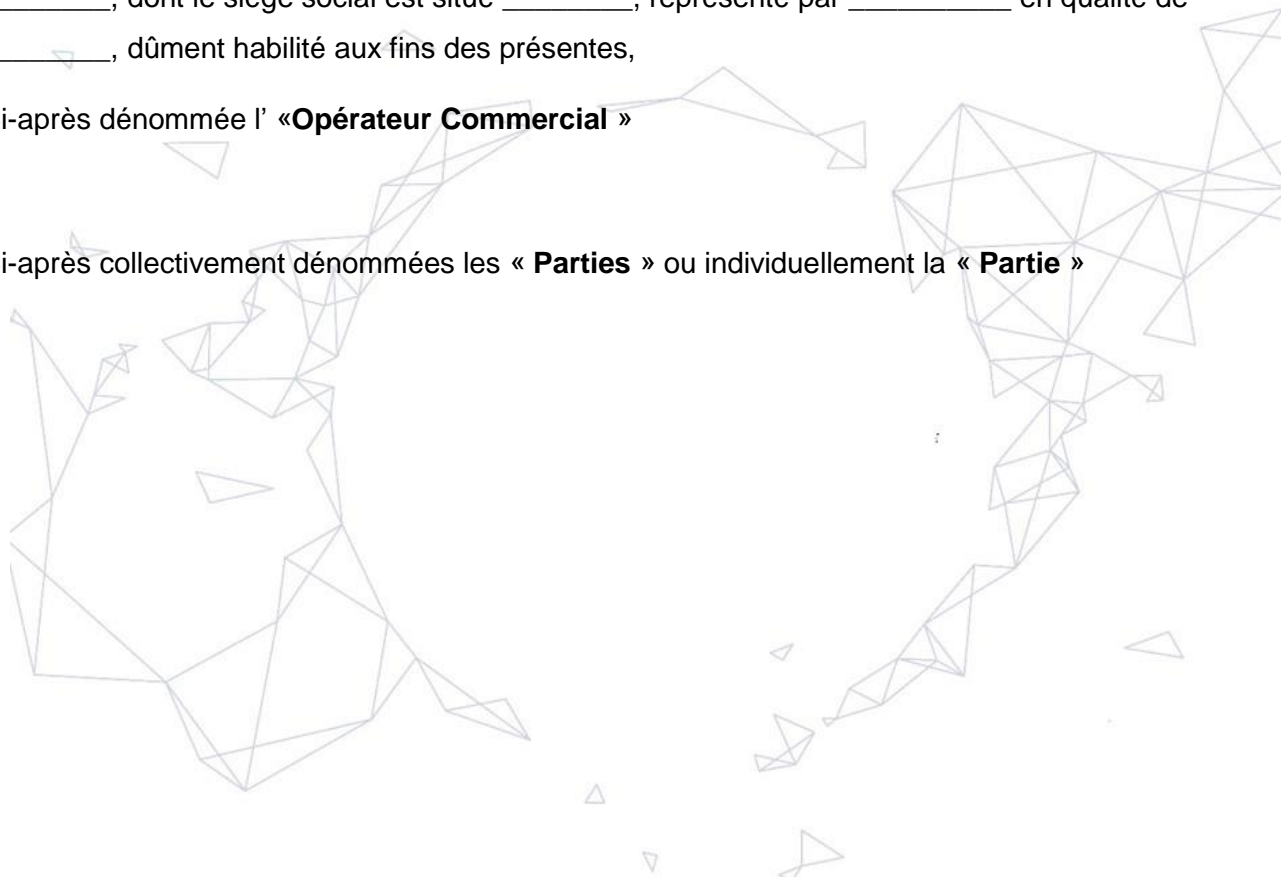 _______, dont le siège social est situé ________, représenté par __________ en qualité de
_______, dûment habilité aux fins des présentes,
i-après dénommée l’ «Opérateur Commercial »
i-après collectivement dénommées les « Parties » ou individuellement la « Partie »